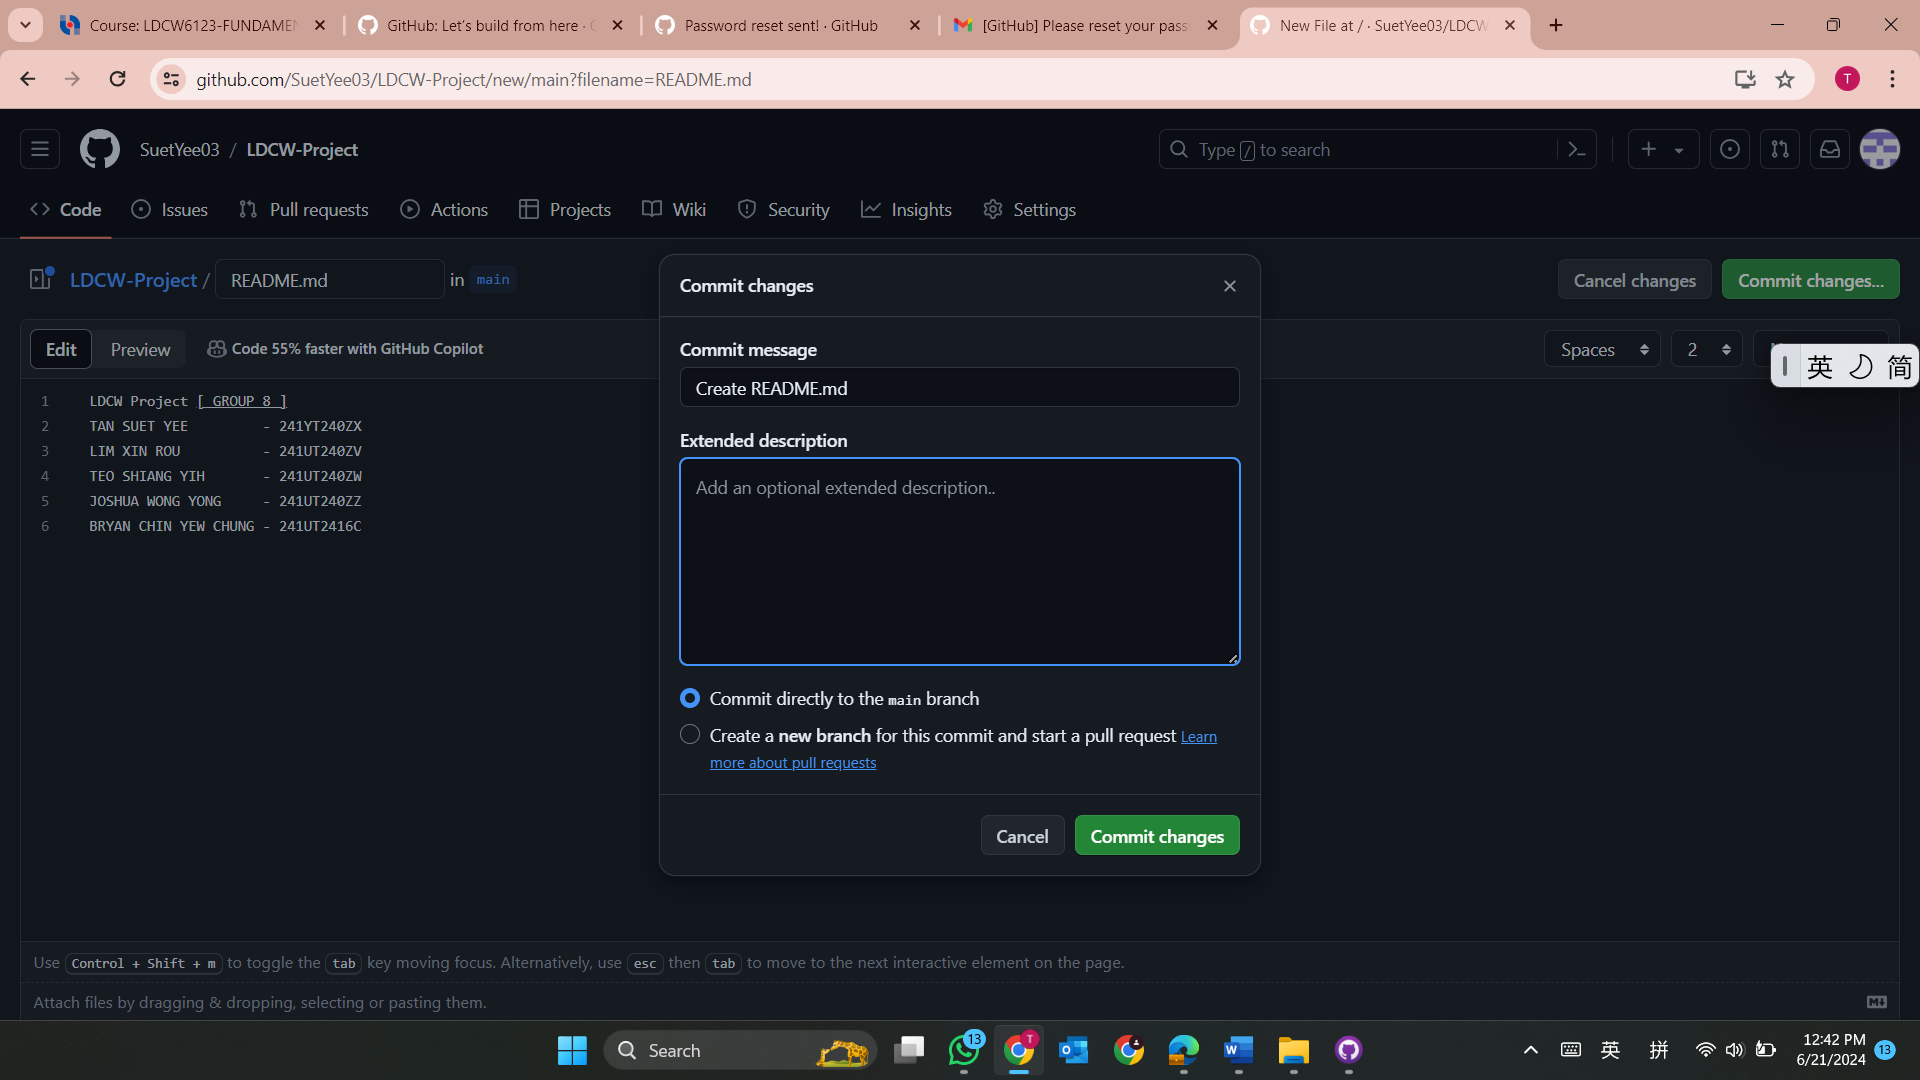 Course: LDCW6123-FUNDAMEN
GitHub: Let's build from here ·
Password reset sent! · GitHub
[GitHub] Please reset your pass
New File at / · SuetYee03/LDCW
github.com/SuetYee03/LDCW-Project/new/main?filename=README.md
T
SuetYee03 / LDCW-Project
Type / to search
Code
Issues
Pull requests
Actions
Projects
Wiki
Security
Insights
Settings
LDCW-Project / README.md in main
Cancel changes
Commit changes...
Edit
Preview
Code 55% faster with GitHub Copilot
Spaces
2
英 简
1 LDCW Project [ GROUP 8 ]
2 TAN SUET YEE - 241YT240ZX
3 LIM XIN ROU - 241UT240ZV
4 TEO SHIANG YIH - 241UT240ZW
5 JOSHUA WONG YONG - 241UT240ZZ
6 BRYAN CHIN YEW CHUNG - 241UT2416C
Commit changes
Commit message
Create README.md
Extended description
Add an optional extended description..
Commit directly to the main branch
Create a new branch for this commit and start a pull request Learn
more about pull requests
Cancel
Commit changes
Use Control + Shift + m to toggle the tab key moving focus. Alternatively, use esc then tab to move to the next interactive element on the page.
Attach files by dragging & dropping, selecting or pasting them.
Search
13
T
英
拼
12:42 PM
6/21/2024
13